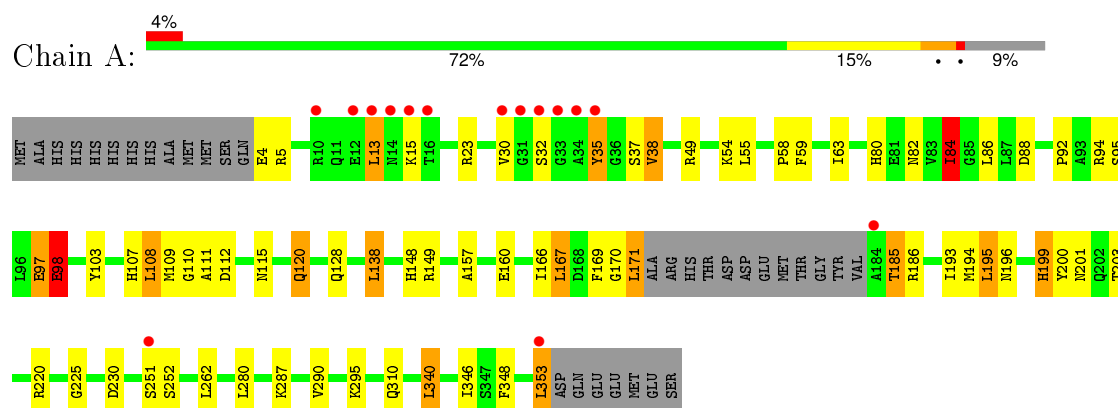 4%
Chain A:
72% 15% • • 9%
MET ALA HIS HIS HIS HIS HIS HIS ALA MET MET SER GLN E4 R5 R10 Q11 E12 L13 N14 K15 T16 R23 V30 G31 S32 G33 A34 Y35 G36 S37 V38 R49 K54 L55 P58 F59 I63 H80 E81 N82 V83 I84 G85 L86 L87 D88 P92 A93 R94 S95
L96 E97 E98 Y103 H107 L108 M109 G110 A111 D112 N115 Q120 Q128 L138 H148 R149 A157 E160 I166 L167 D168 F169 G170 L171 ALA ARG HIS THR ASP ASP GLU MET THR GLY TYR VAL A184 T185 R186 I193 M194 L195 N196 H199 Y200 N201 Q202 T203
R220 G225 D230 S251 S252 L262 L280 K287 V290 K295 Q310 L340 I346 S347 F348 L353 ASP GLN GLU GLU MET GLU SER